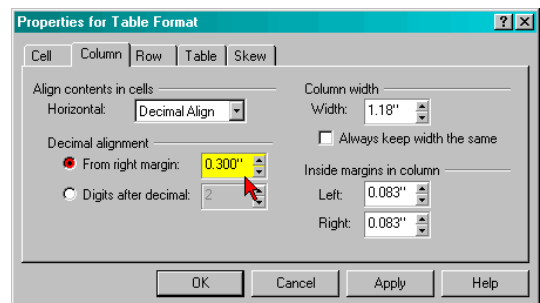 Properties for Table Format
Cell Column Row Table Skew
Align contents in cells
Horizontal: Decimal Align
Decimal alignment
From right margin: 0.300"
Digits after decimal: 2
Column width
Width: 1.18"
Always keep width the same
Inside margins in column
Left: 0.083"
Right: 0.083"
OK Cancel Apply Help